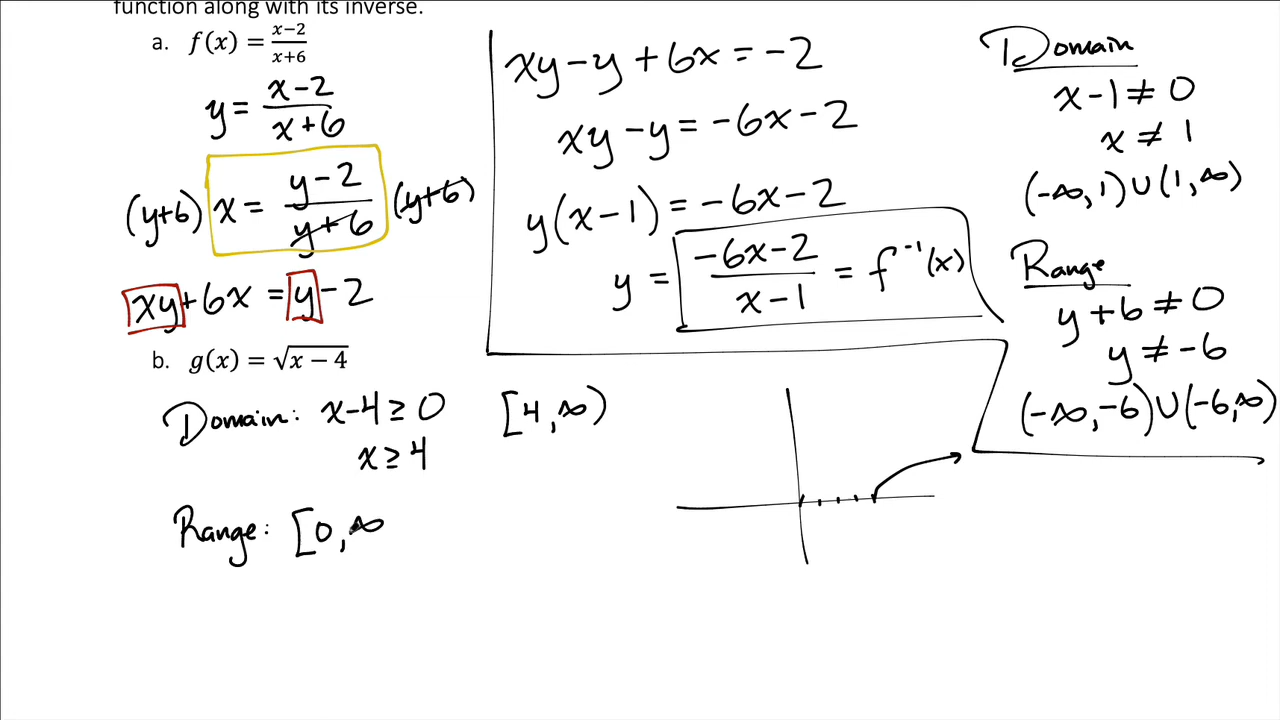 function along with its inverse.
a. f(x) = x−2/x+6
y = x−2/x+6
(y+6) x = y−2/y+6 (y+6)
xy+6x = y−2
xy−y+6x=−2
xy−y=−6x−2
y(x−1)=−6x−2
y = −6x−2/x−1 = f⁻¹(x)
Domain
x−1≠0
x≠1
(-∞,1)∪(1,∞)
Range
y+6≠0
y≠-6
(-∞,-6)∪(-6,∞)
b. g(x) = √x − 4
Domain: x−4≥0 [4,∞)
x≥4
Range: [0,∞